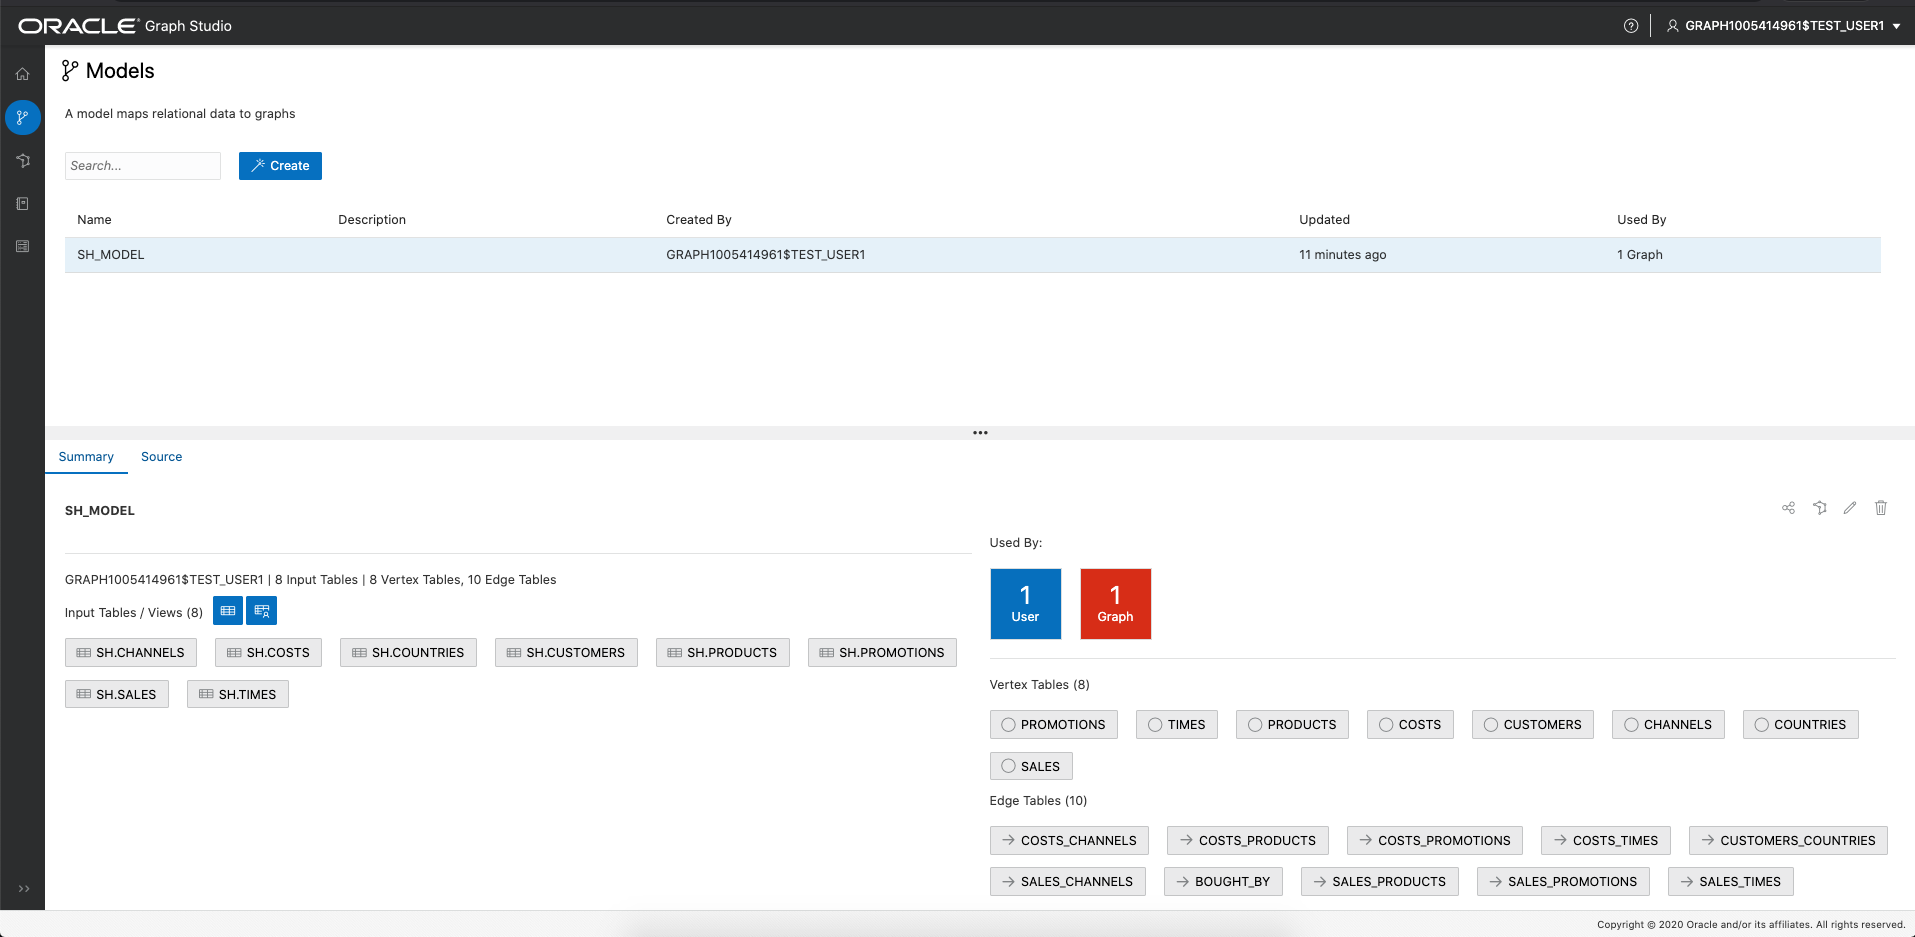 ORACLE® Graph Studio
GRAPH1005414961$TEST_USER1
Models
A model maps relational data to graphs
Search...
Create
Name Description Created By Updated Used By
SH_MODEL GRAPH1005414961$TEST_USER1 11 minutes ago 1 Graph
Summary Source
SH_MODEL
GRAPH1005414961$TEST_USER1 | 8 Input Tables | 8 Vertex Tables, 10 Edge Tables
Input Tables / Views (8)
SH.CHANNELS SH.COSTS SH.COUNTRIES SH.CUSTOMERS SH.PRODUCTS SH.PROMOTIONS
SH.SALES SH.TIMES
Used By:
1 User
1 Graph
Vertex Tables (8)
PROMOTIONS TIMES PRODUCTS COSTS CUSTOMERS CHANNELS COUNTRIES
SALES
Edge Tables (10)
COSTS_CHANNELS COSTS_PRODUCTS COSTS_PROMOTIONS COSTS_TIMES CUSTOMERS_COUNTRIES
SALES_CHANNELS BOUGHT_BY SALES_PRODUCTS SALES_PROMOTIONS SALES_TIMES
Copyright © 2020 Oracle and/or its affiliates. All rights reserved.